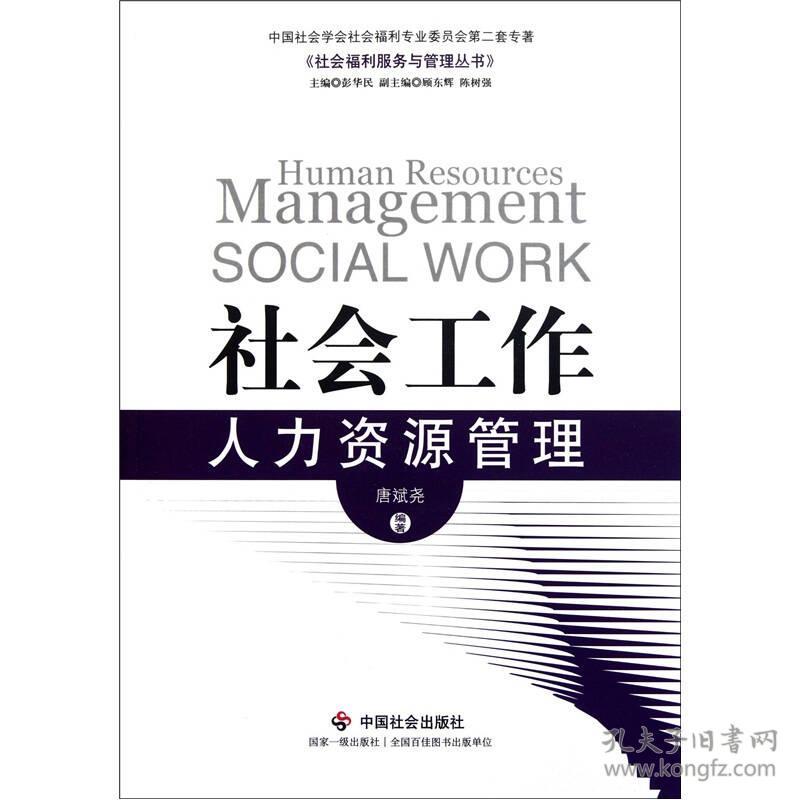 中国社会学会社会福利专业委员会第二套专著
《社会福利服务与管理丛书》
主编◎彭华民 副主编◎顾东辉 陈树强
Human Resources
Management
SOCIAL WORK
社会工作
人力资源管理
唐斌尧
编著
中国社会出版社
国家一级出版社|全国百佳图书出版单位
孔夫子旧书网
www.kongfz.com